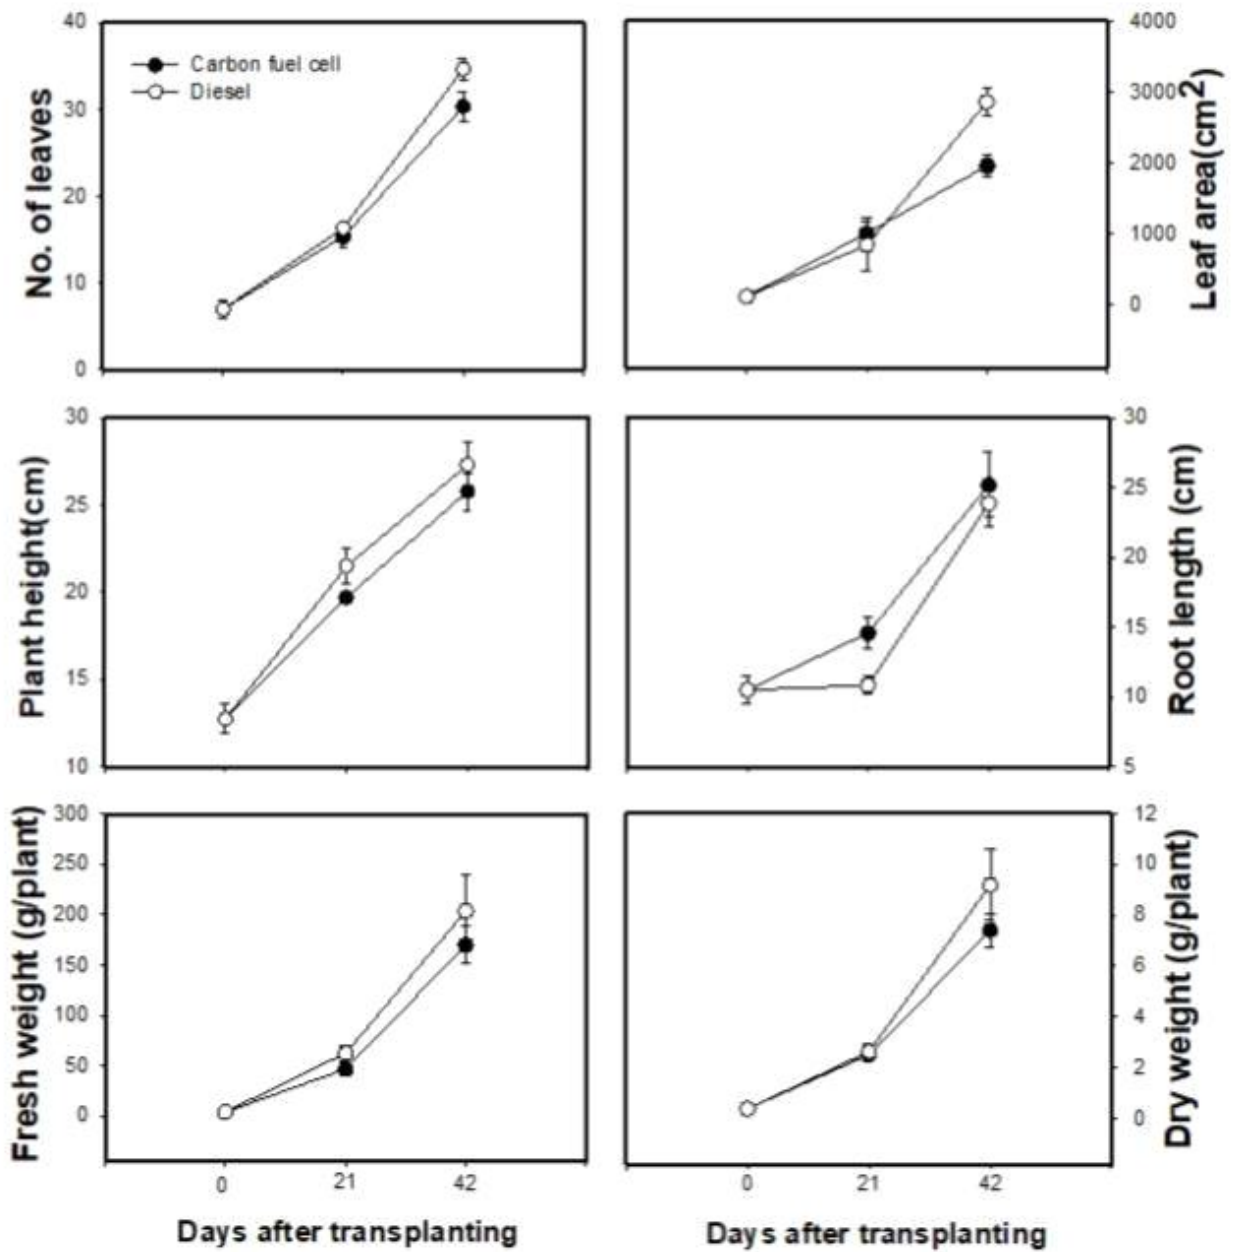 40
30
20
10
0
No. of leaves
Carbon fuel cell
Diesel
4000
3000
2000
1000
0
Leaf area(cm2)
30
25
20
15
10
Plant height(cm)
30
25
20
15
10
5
Root length (cm)
300
250
200
150
100
50
0
Fresh weight (g/plant)
12
10
8
6
4
2
0
Dry weight (g/plant)
0 21 42
0 21 42
Days after transplanting
Days after transplanting